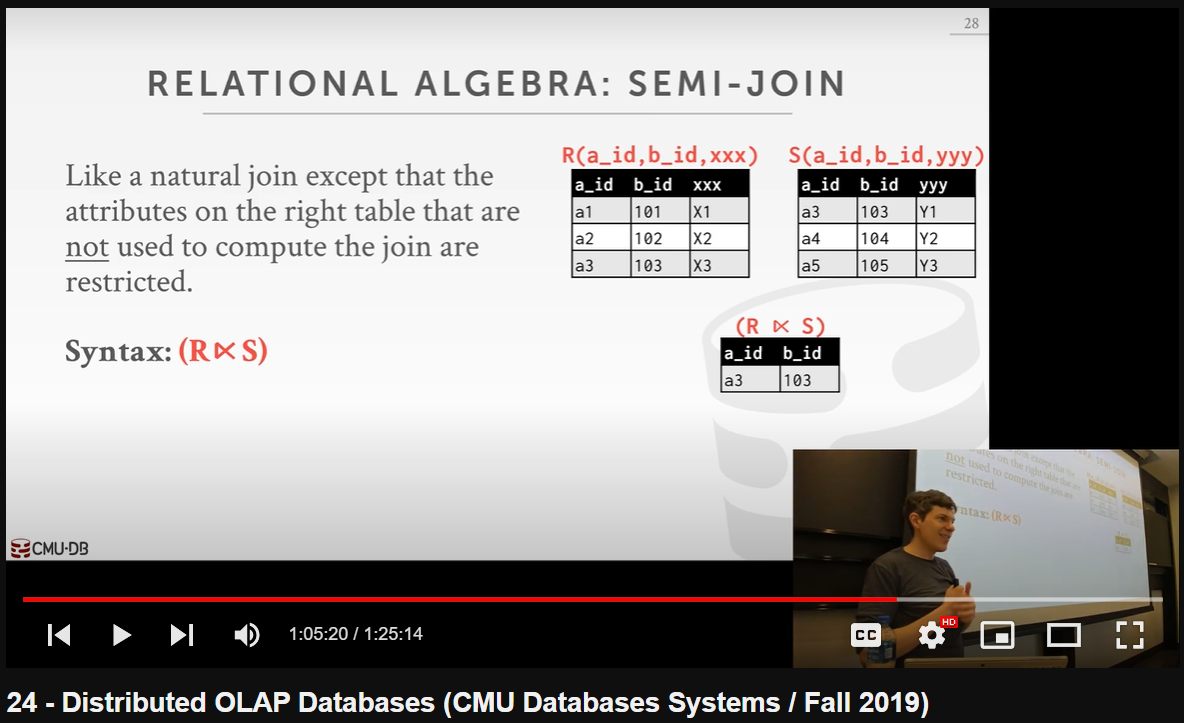 28
RELATIONAL ALGEBRA: SEMI-JOIN
Like a natural join except that the
attributes on the right table that are
not used to compute the join are
restricted.
Syntax: (R⋉S)
R(a_id,b_id,xxx)
a_id b_id xxx
a1 101 X1
a2 102 X2
a3 103 X3
S(a_id,b_id,yyy)
a_id b_id yyy
a3 103 Y1
a4 104 Y2
a5 105 Y3
(R ⋉ S)
a_id b_id
a3 103
CMU·DB
not used to compute the join are
restricted.
ntax: (R⋉S)
1:05:20 / 1:25:14
CC
HD
24 - Distributed OLAP Databases (CMU Databases Systems / Fall 2019)